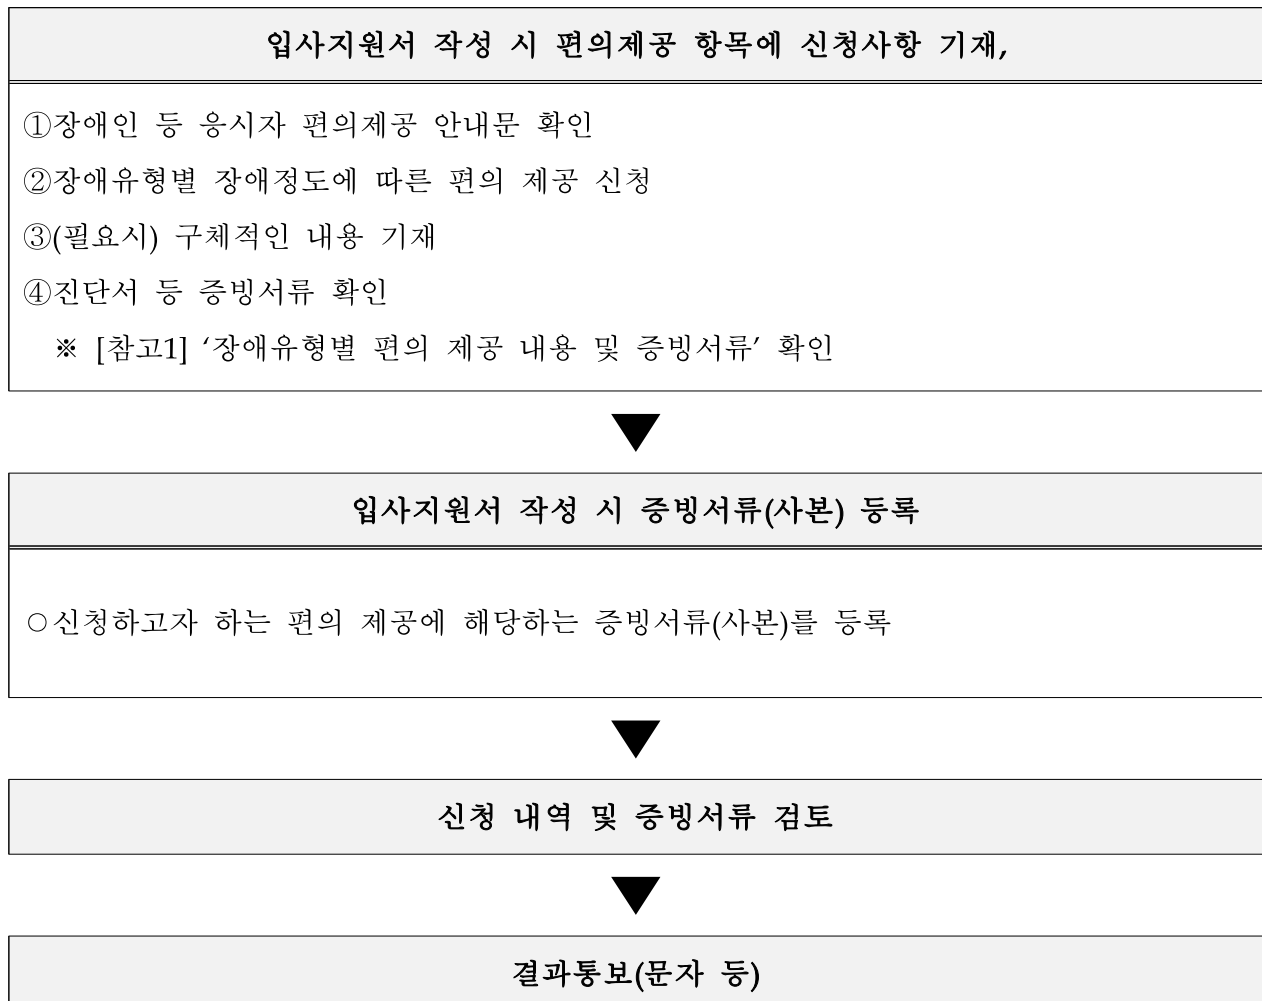 입사지원서 작성 시 편의제공 항목에 신청사항 기재,
①장애인 등 응시자 편의제공 안내문 확인
②장애유형별 장애정도에 따른 편의 제공 신청
③(필요시) 구체적인 내용 기재
④진단서 등 증빙서류 확인
※ [참고1] ‘장애유형별 편의 제공 내용 및 증빙서류’ 확인
입사지원서 작성 시 증빙서류(사본) 등록
○신청하고자 하는 편의 제공에 해당하는 증빙서류(사본)를 등록
신청 내역 및 증빙서류 검토
결과통보(문자 등)